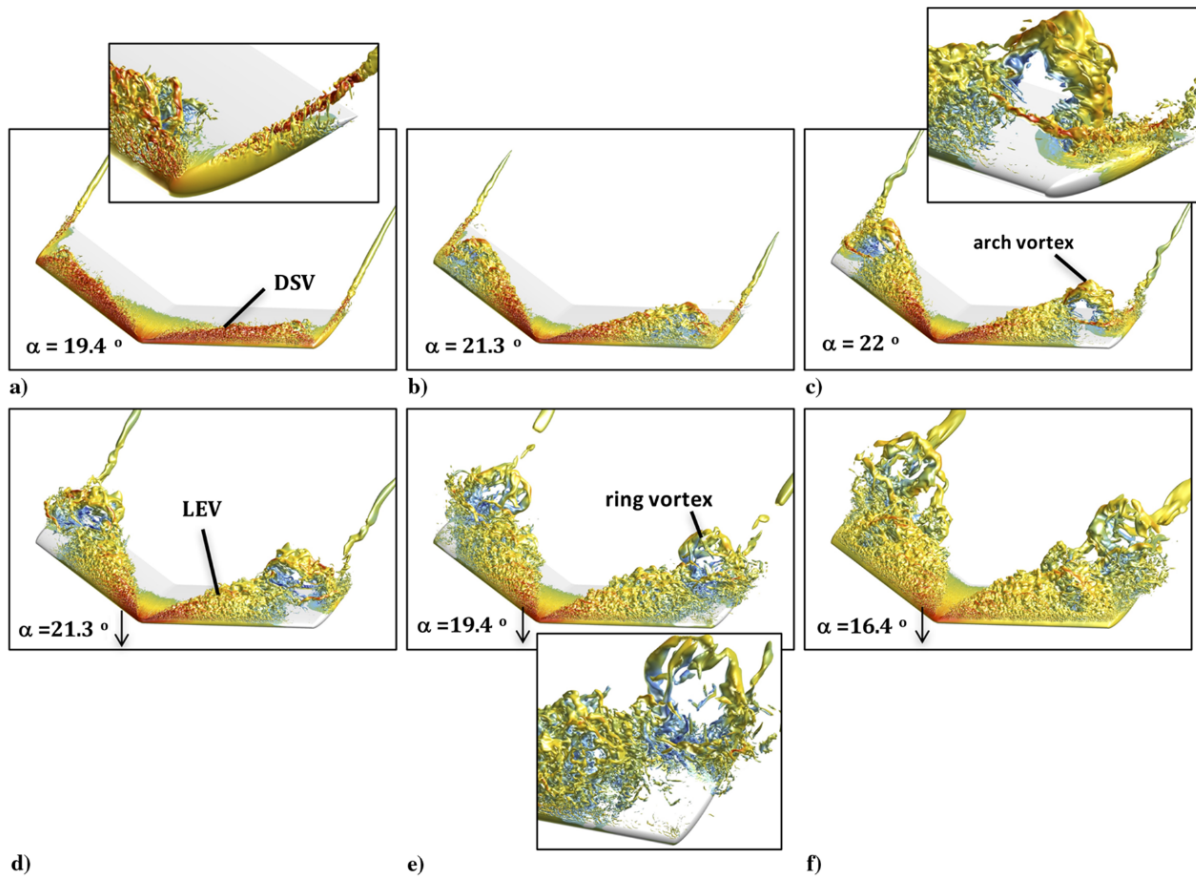 DSV
α = 19.4 °
a)
α = 21.3 °
b)
arch vortex
α = 22°
c)
LEV
α =21.3 °
d)
ring vortex
α =19.4 °
e)
α =16.4 °
f)